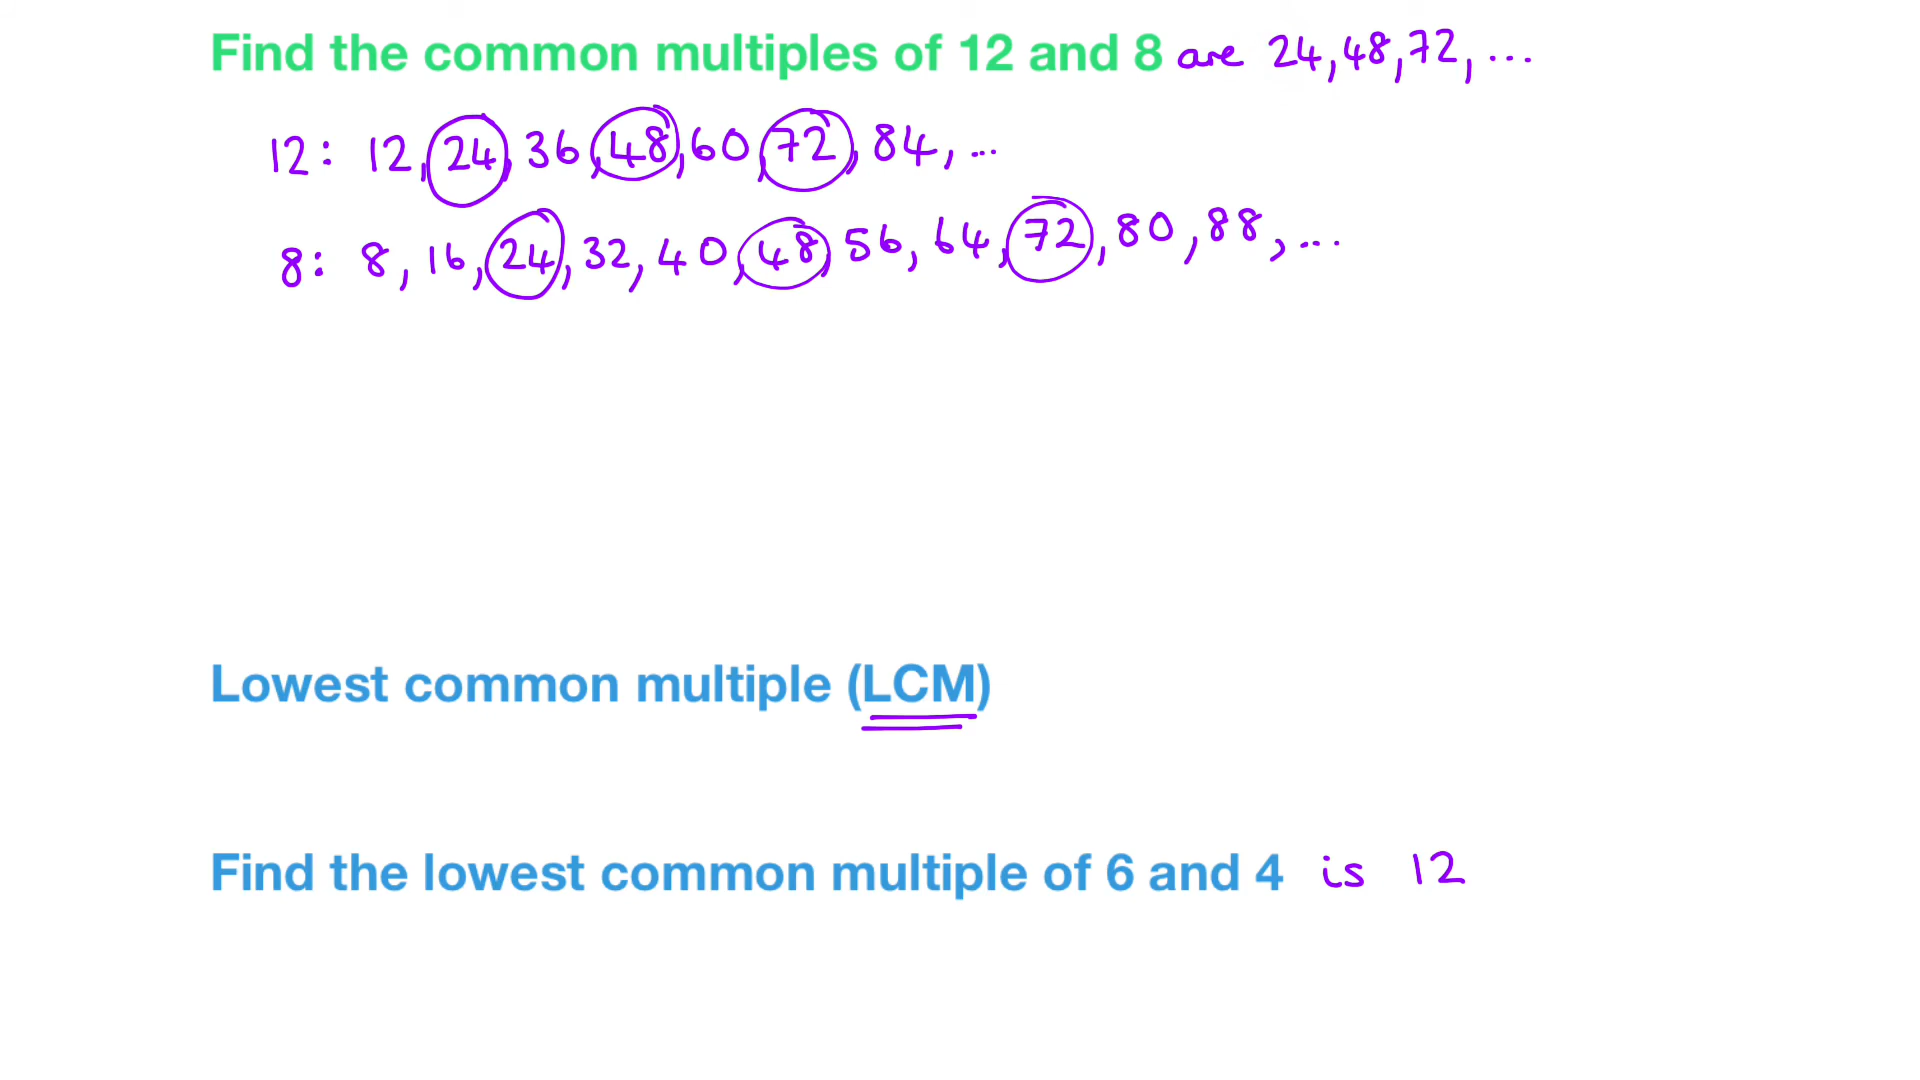 Find the common multiples of 12 and 8 are 24,48,72, ...
12: 12, 24, 36, 48, 60, 72, 84, ...
8: 8, 16, 24, 32, 40, 48, 56, 64, 72, 80, 88, ...
Lowest common multiple (LCM)
Find the lowest common multiple of 6 and 4 is 12